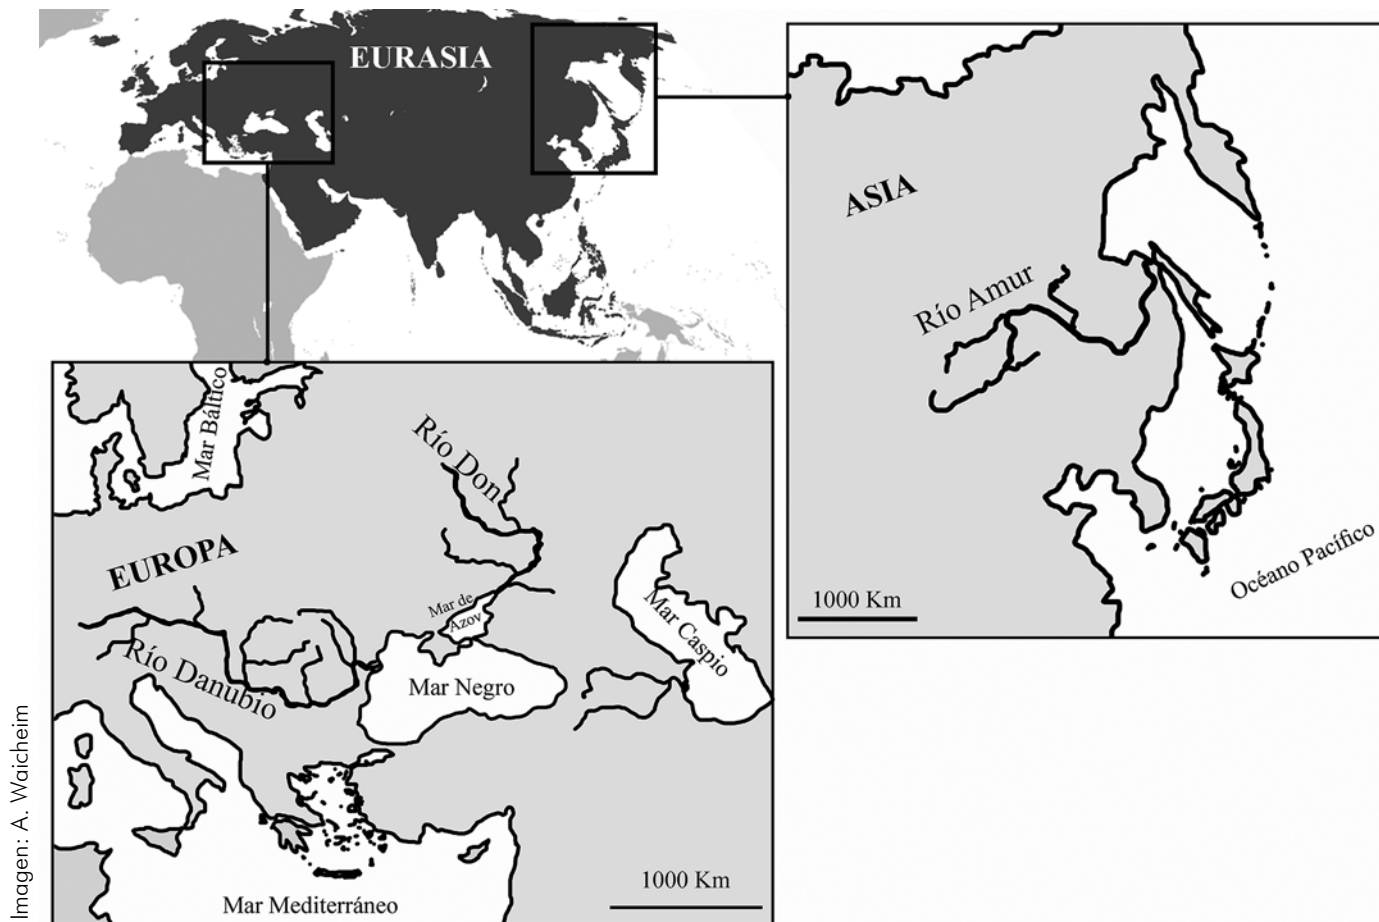 EURASIA
ASIA
Río Amur
Océano Pacífico
1000 Km
Mar Báltico
Río Don
EUROPA
Mar de
Azov
Mar Caspio
Río Danubio
Mar Negro
1000 Km
Mar Mediterráneo
Imagen: A. Waicheim